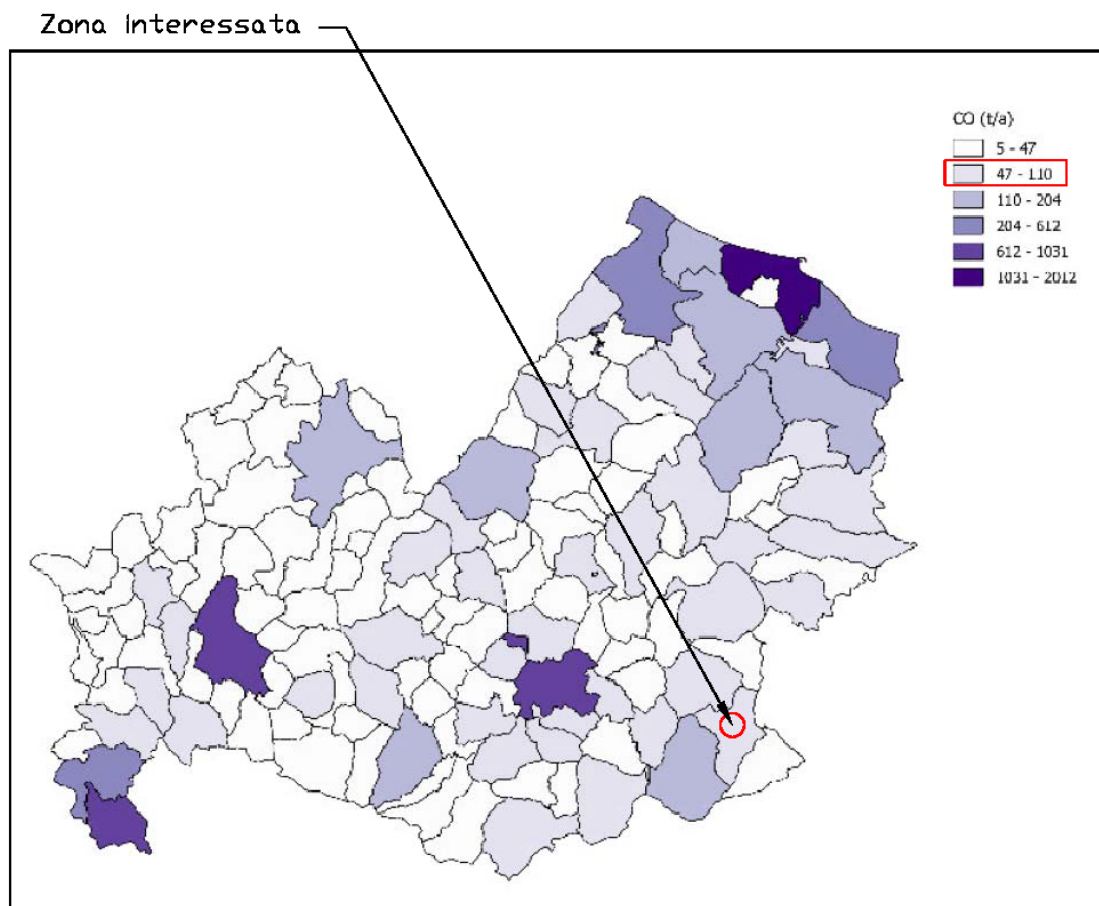 Zona Interessata
CO (t/a)
5 - 47
47 - 110
110 - 204
204 - 612
612 - 1031
1031 - 2012